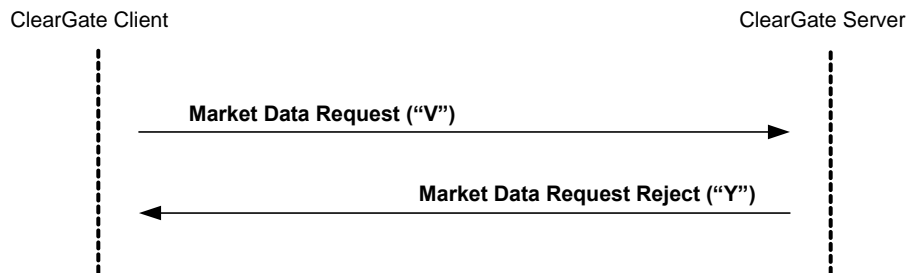 ClearGate Client
ClearGate Server
Market Data Request (“V”)
Market Data Request Reject (“Y”)